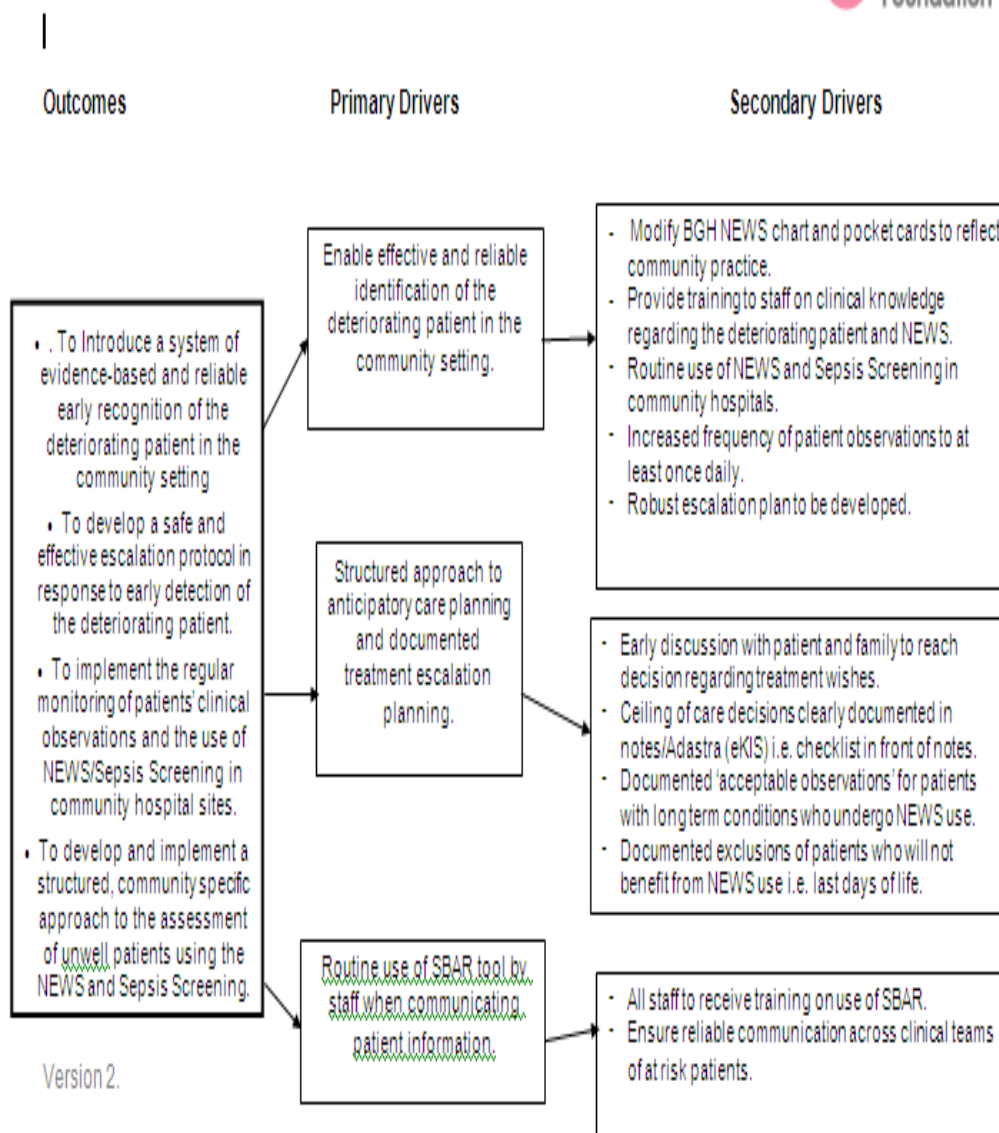 Foundation
Outcomes
Primary Drivers
Secondary Drivers
• . To Introduce a system of
evidence-based and reliable
early recognition of the
deteriorating patient in the
community setting
• To develop a safe and
effective escalation protocol in
response to early detection of
the deteriorating patient.
• To implement the regular
monitoring of patients' clinical
observations and the use of
NEWS/Sepsis Screening in
community hospital sites.
• To develop and implement a
structured, community specific
approach to the assessment
of unwell patients using the
NEWS and Sepsis Screening.
Enable effective and reliable
identification of the
deteriorating patient in the
community setting.
- Modify BGH NEWS chart and pocket cards to reflect
community practice.
- Provide training to staff on clinical knowledge
regarding the deteriorating patient and NEWS.
- Routine use of NEWS and Sepsis Screening in
community hospitals.
- Increased frequency of patient observations to at
least once daily.
- Robust escalation plan to be developed.
Structured approach to
anticipatory care planning
and documented
treatment escalation
planning.
- Early discussion with patient and family to reach
decision regarding treatment wishes.
- Ceiling of care decisions clearly documented in
notes/Adastra (eKIS) i.e. checklist in front of notes.
- Documented 'acceptable observations' for patients
with long term conditions who undergo NEWS use.
- Documented exclusions of patients who will not
benefit from NEWS use i.e. last days of life.
Routine use of SBAR tool by
staff when communicating
patient information.
- All staff to receive training on use of SBAR.
- Ensure reliable communication across clinical teams
of at risk patients.
Version 2.